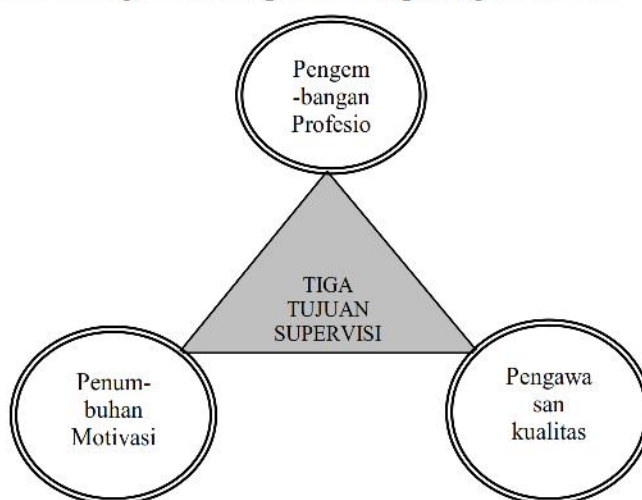 Pengem
-bangan
Profesio
TIGA
TUJUAN
SUPERVISI
Penum-
buhan
Motivasi
Pengawa
san
kualitas